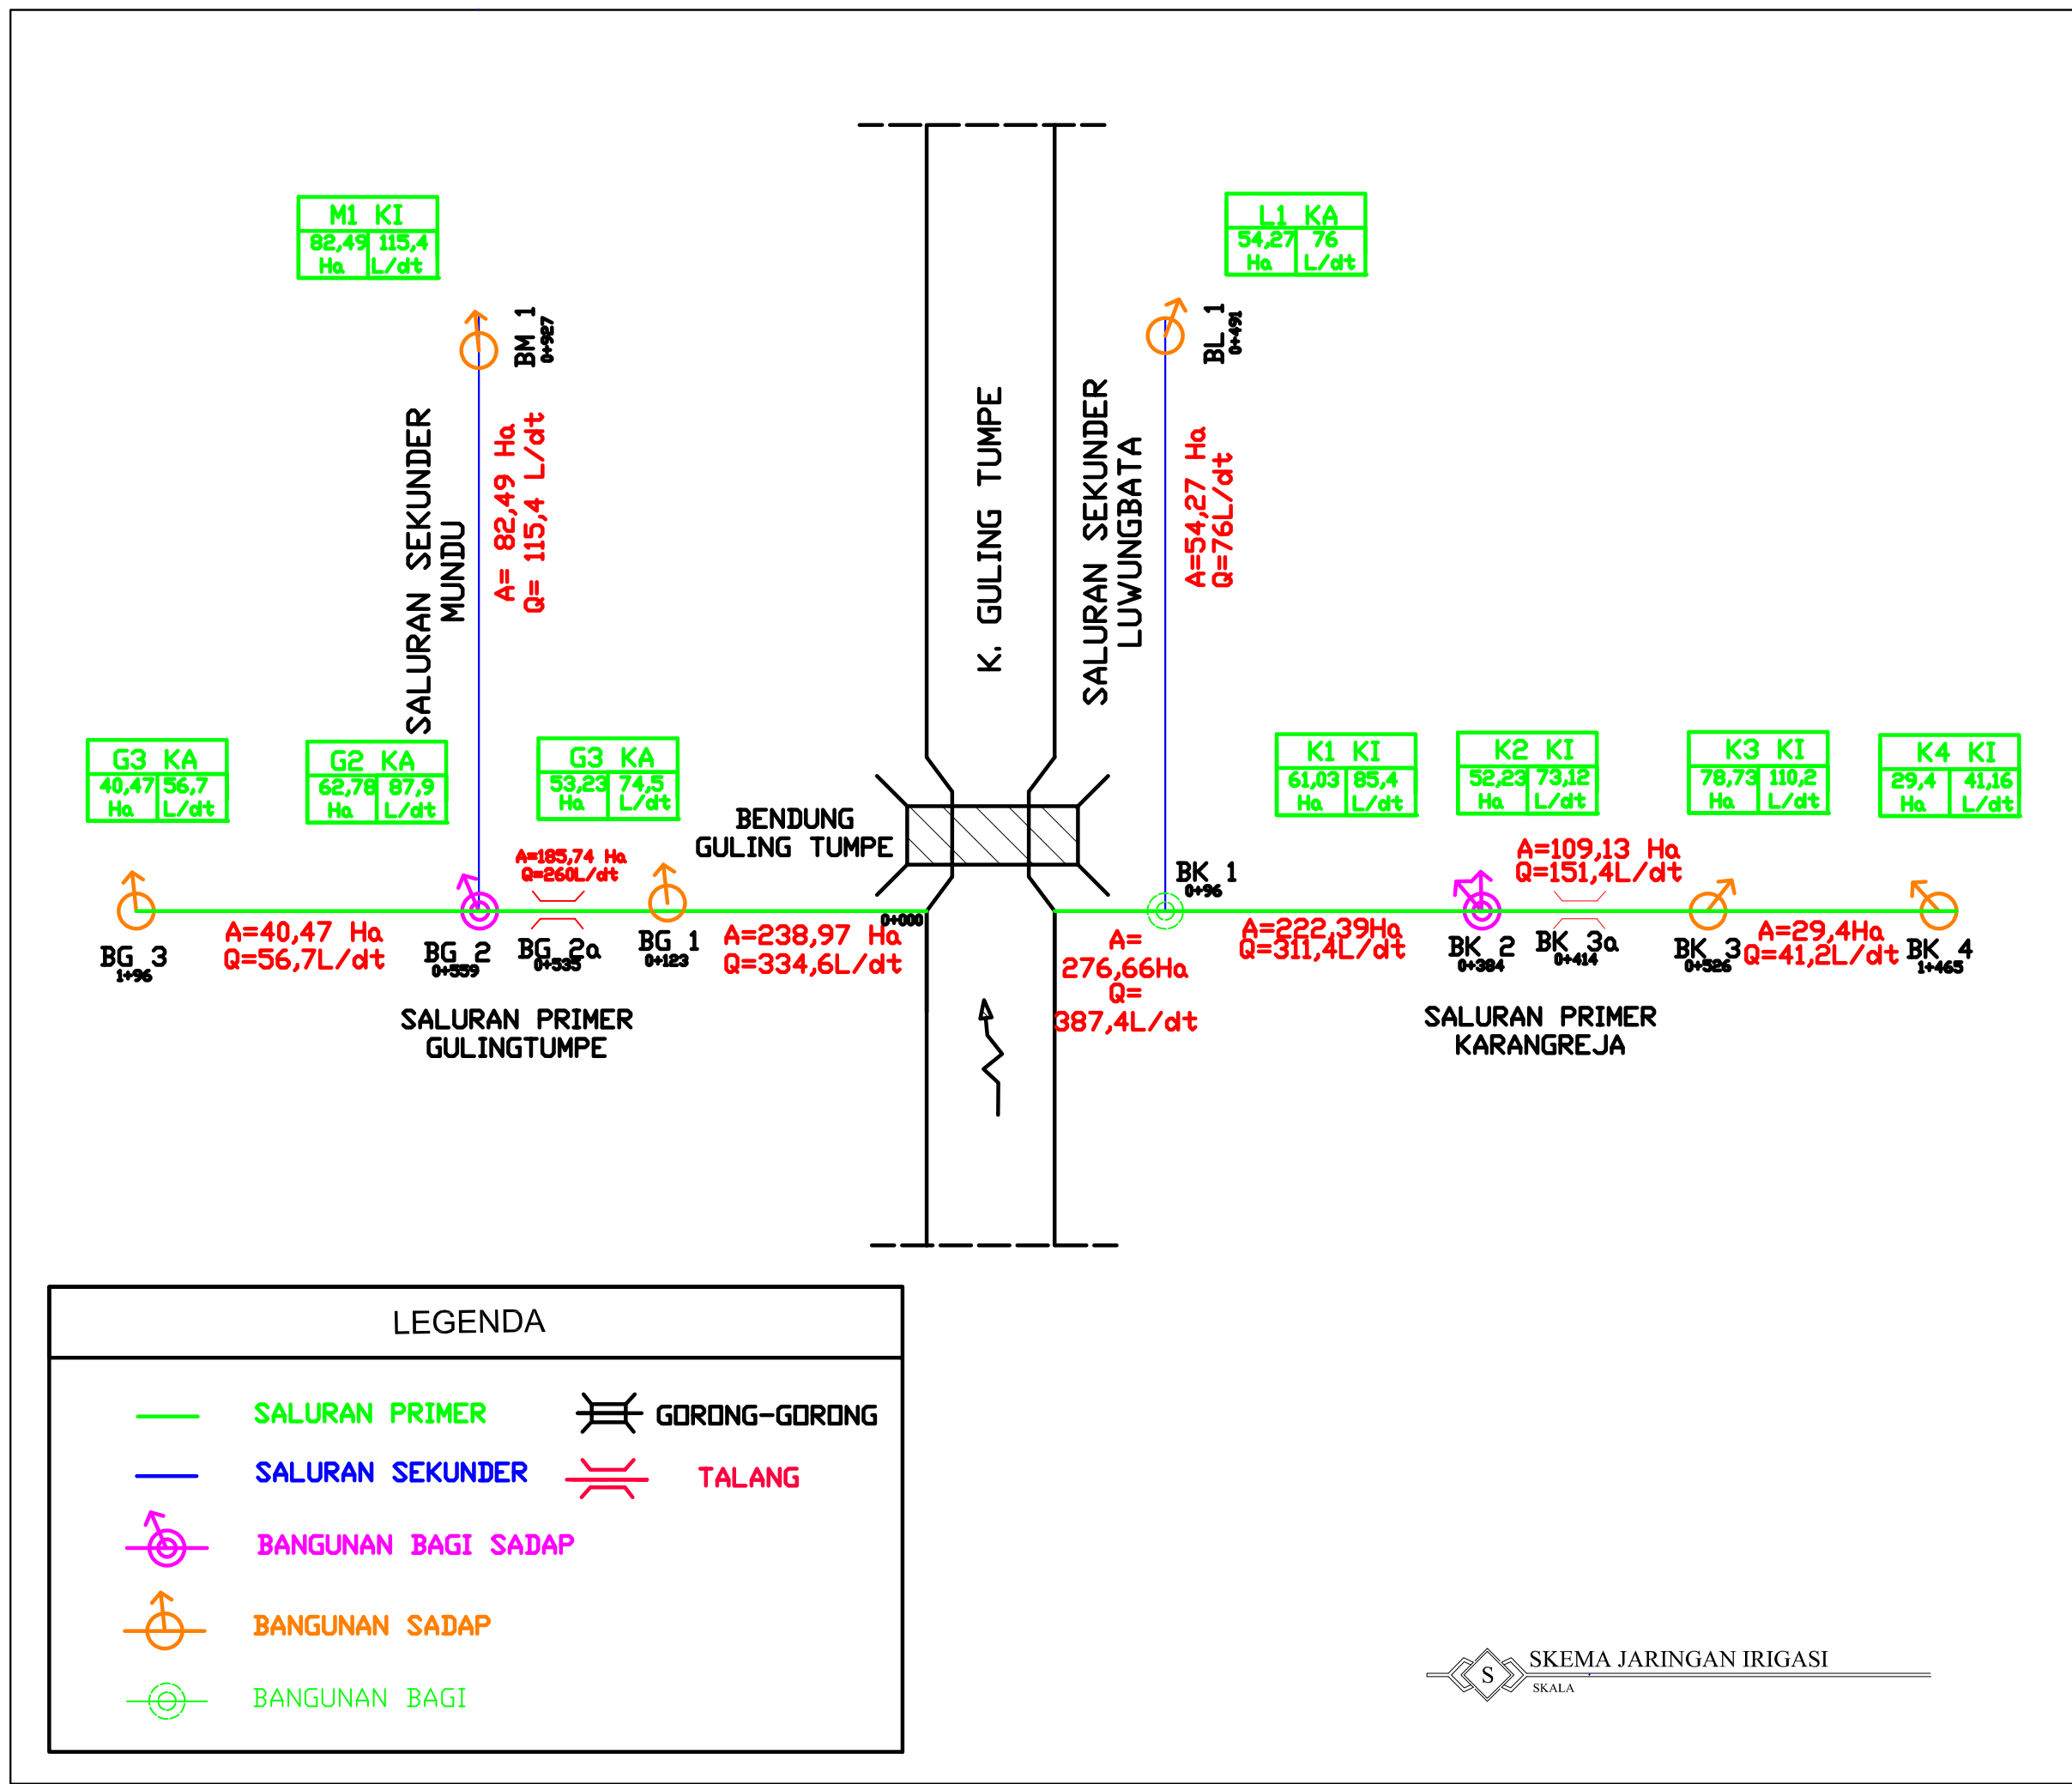 M1 KI
82,49 115,4
Ha L/dt
L1 KA
54,27 76
Ha L/dt
BM 1
0+927
BL 1
0+491
SALURAN SEKUNDER
MUNDU
A= 82,49 Ha
Q= 115,4 L/dt
K. GULING TUMPE
SALURAN SEKUNDER
LUWUNGBATA
A=54,27 Ha
Q=76L/dt
G3 KA
40,47 56,7
Ha L/dt
G2 KA
62,78 87,9
Ha L/dt
G3 KA
53,23 74,5
Ha L/dt
BENDUNG
GULING TUMPE
K1 KI
61,03 85,4
Ha L/dt
K2 KI
52,23 73,12
Ha L/dt
K3 KI
78,73 110,2
Ha L/dt
K4 KI
29,4 41,16
Ha L/dt
A=185,74 Ha
Q=260L/dt
BK 1
0+96
A=109,13 Ha
Q=151,4L/dt
BG 3
1+96
A=40,47 Ha
Q=56,7L/dt
BG 2
0+559
BG 2a
0+535
BG 1
0+123
A=238,97 Ha
Q=334,6L/dt
0+000
A=
276,66Ha
Q=
387,4L/dt
A=222,39Ha
Q=311,4L/dt
BK 2
0+384
BK 3a
0+414
BK 3
0+526
A=29,4Ha
Q=41,2L/dt
BK 4
1+465
SALURAN PRIMER
GULINGTUMPE
SALURAN PRIMER
KARANGREJA
LEGENDA
SALURAN PRIMER
GORONG-GORONG
SALURAN SEKUNDER
TALANG
BANGUNAN BAGI SADAP
BANGUNAN SADAP
BANGUNAN BAGI
S
SKEMA JARINGAN IRIGASI
SKALA